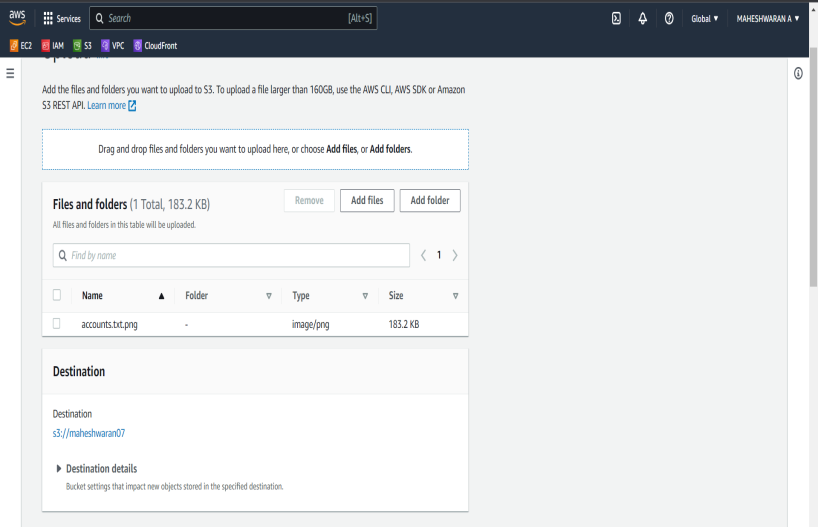 aws
Services
Search
[Alt+S]
Global
MAHESHWARAN A
EC2
IAM
S3
VPC
CloudFront
Add the files and folders you want to upload to S3. To upload a file larger than 160GB, use the AWS CLI, AWS SDK or Amazon
S3 REST API. Learn more
Drag and drop files and folders you want to upload here, or choose Add files, or Add folders.
Files and folders (1 Total, 183.2 KB)
Remove
Add files
Add folder
All files and folders in this table will be uploaded.
Find by name
1
Name
Folder
Type
Size
accounts.txt.png
-
image/png
183.2 KB
Destination
Destination
s3://maheshwaran07
Destination details
Bucket settings that impact new objects stored in the specified destination.